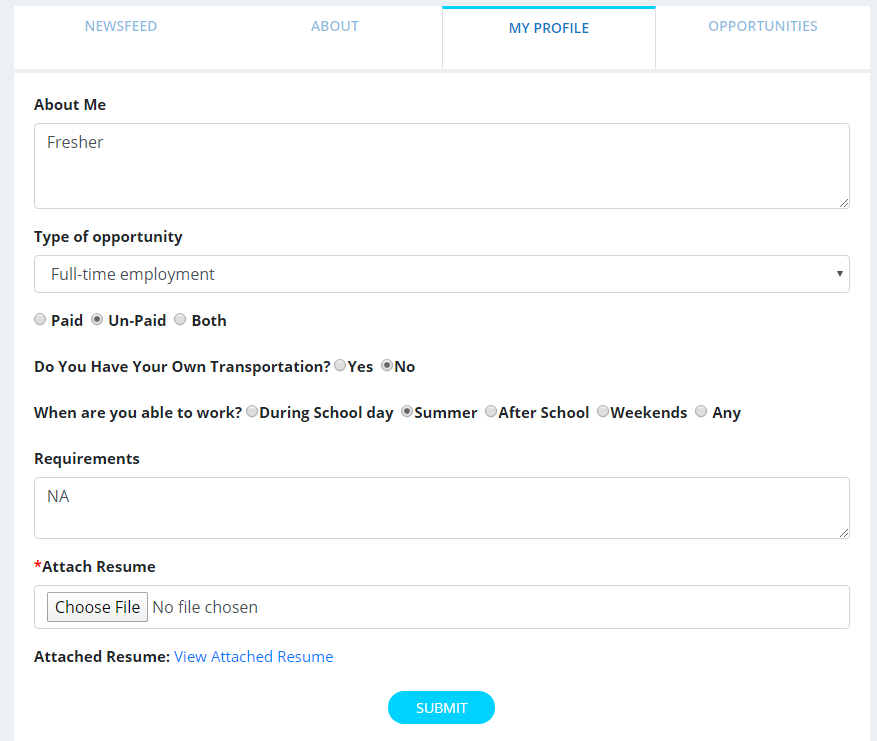 NEWSFEED ABOUT MY PROFILE OPPORTUNITIES
About Me
Fresher
Type of opportunity
Full-time employment
Paid Un-Paid Both
Do You Have Your Own Transportation? Yes No
When are you able to work? During School day Summer After School Weekends Any
Requirements
NA
*Attach Resume
Choose File No file chosen
Attached Resume: View Attached Resume
SUBMIT